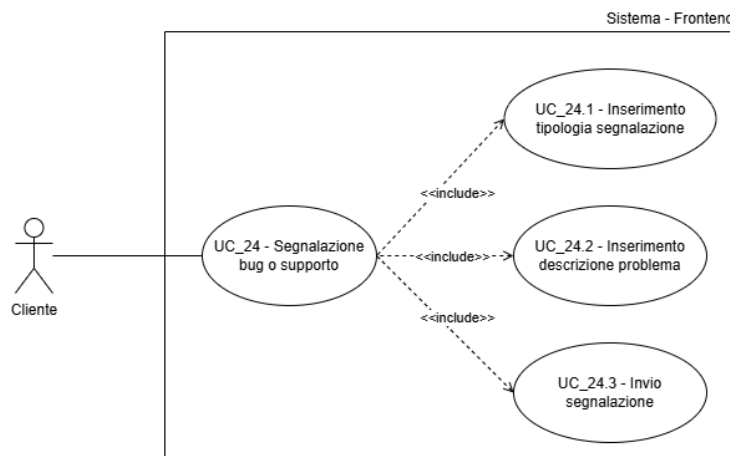 Sistema - Frontend
UC_24.1 - Inserimento
tipologia segnalazione
<<include>>
UC_24 - Segnalazione
bug o supporto
<<include>>
UC_24.2 - Inserimento
descrizione problema
Cliente
<<include>>
UC_24.3 - Invio
segnalazione